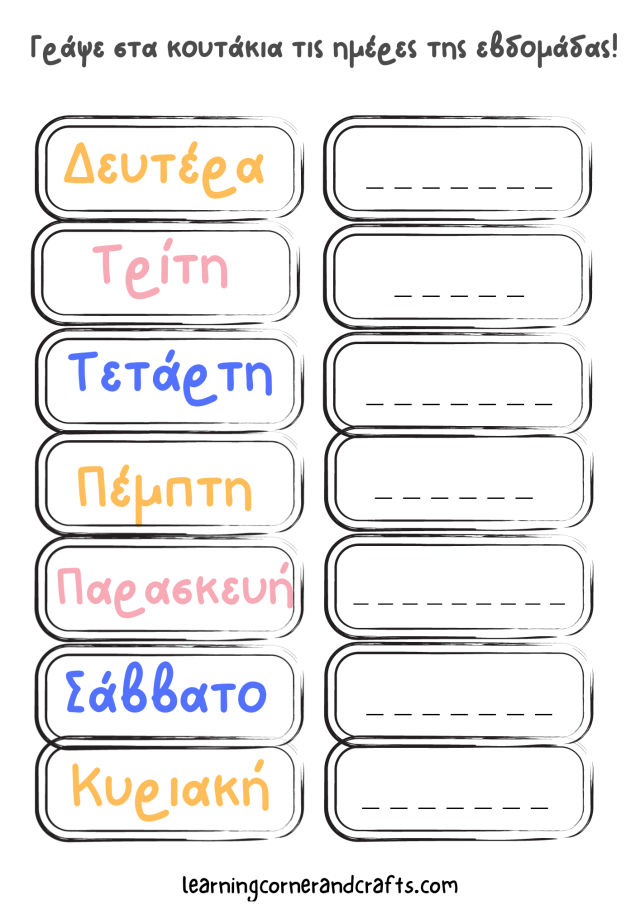 Γράψε στα κουτάκια τις ημέρες της εβδομάδας!
Δευτέρα _ _ _ _ _ _ _
Τρίτη _ _ _ _ _
Τετάρτη _ _ _ _ _ _ _
Πέμπτη _ _ _ _ _ _
Παρασκευή _ _ _ _ _ _ _ _
Σάββατο _ _ _ _ _ _ _
Κυριακή _ _ _ _ _ _ _
learningcornerandcrafts.com